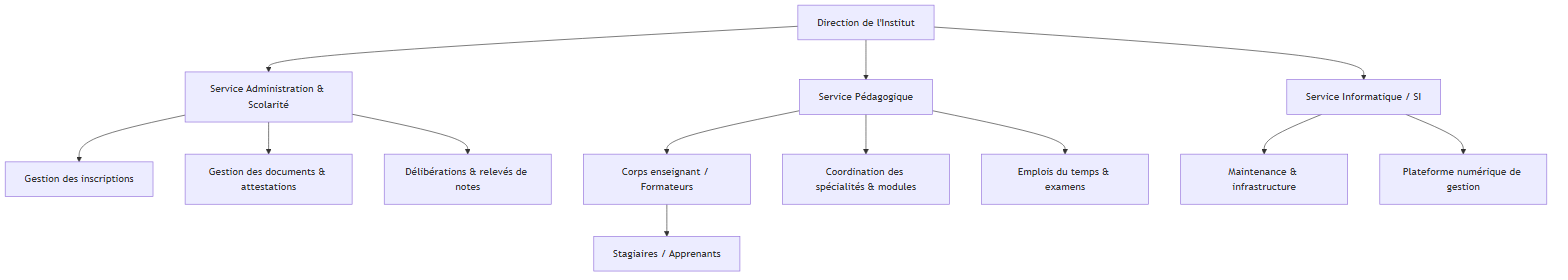 Direction de l'Institut
Service Administration &
Scolarité
Service Pédagogique
Service Informatique / SI
Gestion des inscriptions
Gestion des documents &
attestations
Délibérations & relevés de
notes
Corps enseignant /
Formateurs
Coordination des
spécialités & modules
Emplois du temps &
examens
Maintenance &
infrastructure
Plateforme numérique de
gestion
Stagiaires / Apprenants